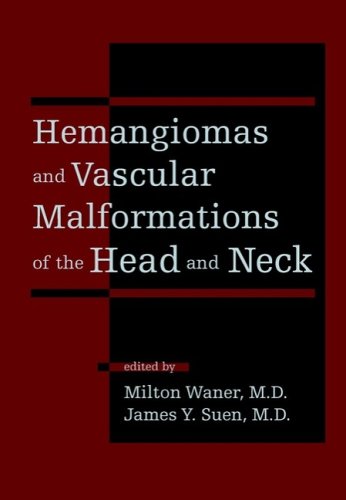 Hemangiomas
and Vascular
Malformations
of the Head and Neck
edited by
Milton Waner, M.D.
James Y. Suen, M.D.